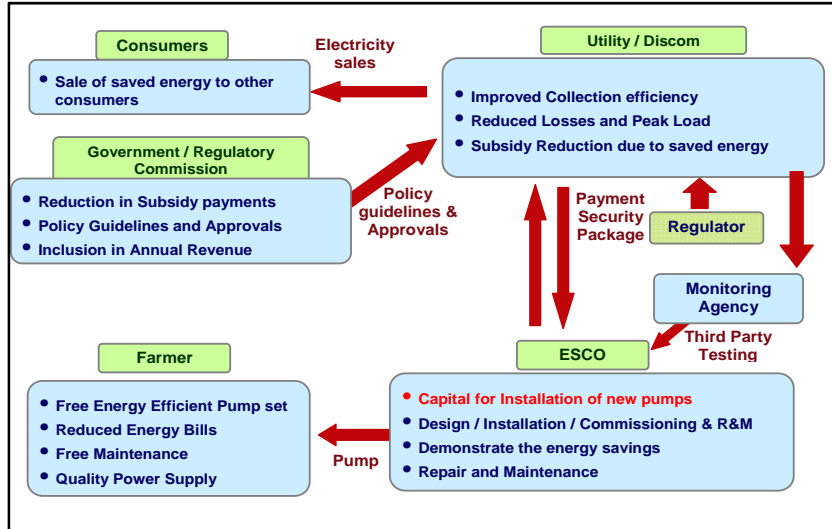 Consumers
• Sale of saved energy to other
consumers
Electricity
sales
Utility / Discom
• Improved Collection efficiency
• Reduced Losses and Peak Load
• Subsidy Reduction due to saved energy
Government / Regulatory
Commission
• Reduction in Subsidy payments
• Policy Guidelines and Approvals
• Inclusion in Annual Revenue
Policy
guidelines &
Approvals
Payment
Security
Package
Regulator
Monitoring
Agency
Third Party
Testing
Farmer
• Free Energy Efficient Pump set
• Reduced Energy Bills
• Free Maintenance
• Quality Power Supply
Pump
ESCO
• Capital for Installation of new pumps
• Design / Installation / Commissioning & R&M
• Demonstrate the energy savings
• Repair and Maintenance